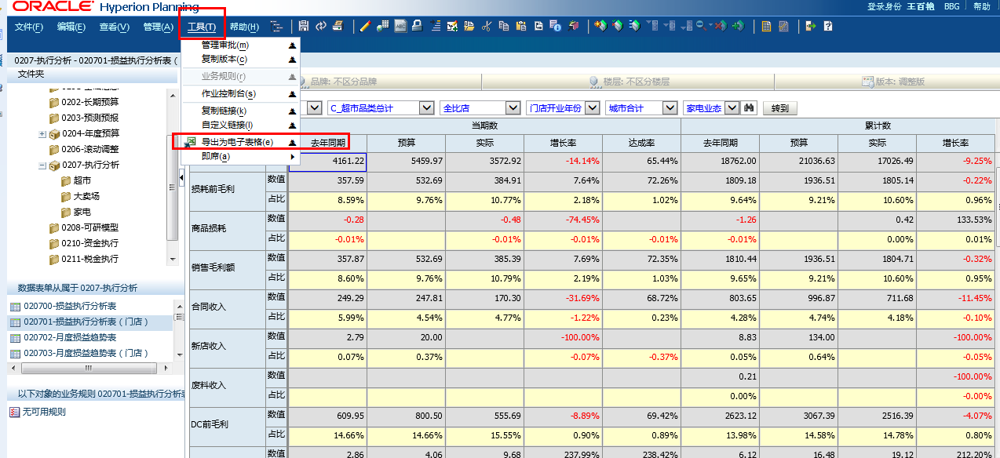 ORACLE Hyperion Planning
登录身份 王百艳 BBG 帮助
文件(F) 编辑(E) 查看(V) 管理(A) 工具(T) 帮助(H)
管理审批(m)
复制版本(c)
业务规则(r)
作业控制台(s)
复制链接(k)
自定义链接(l)
导出为电子表格(e)
即席(a)
0207-执行分析 - 020701-损益执行分析表 (
文件夹
0202-长期预算
0203-预测预报
0204-年度预算
0206-滚动调整
0207-执行分析
超市
大卖场
家电
0208-可研模型
0210-资金执行
0211-税金执行
数据表单从属于 0207-执行分析
020700-损益执行分析表
020701-损益执行分析表 ( 门店 )
020702-月度损益趋势表
020703-月度损益趋势表 ( 门店 )
以下对象的业务规则 020701-损益执行分析表
无可用规则
品牌: 不区分品牌 楼层: 不区分楼层 版本: 调整版
C_超市品类总计 全比店 门店开业年份 城市合计 家电业态 转到
当期数 累计数
去年同期 预算 实际 增长率 达成率 去年同期 预算 实际 增长率
4161.22 5459.97 3572.92 -14.14% 65.44% 18762.00 21036.63 17026.49 -9.25%
损耗前毛利 数值 357.59 532.69 384.91 7.64% 72.26% 1809.18 1936.51 1805.14 -0.22%
占比 8.59% 9.76% 10.77% 2.18% 1.02% 9.64% 9.21% 10.60% 0.96%
商品损耗 数值 -0.28 -0.48 -74.45% -1.26 0.42 133.53%
占比 -0.01% -0.01% -0.01% -0.01% -0.01% 0.00% 0.01%
销售毛利额 数值 357.87 532.69 385.39 7.69% 72.35% 1810.44 1936.51 1804.71 -0.32%
占比 8.60% 9.76% 10.79% 2.19% 1.03% 9.65% 9.21% 10.60% 0.95%
合同收入 数值 249.29 247.81 170.30 -31.69% 68.72% 803.65 996.87 711.68 -11.45%
占比 5.99% 4.54% 4.77% -1.22% 0.23% 4.28% 4.74% 4.18% -0.10%
新店收入 数值 2.79 20.00 -100.00% 8.83 134.00 -100.00%
占比 0.07% 0.37% -0.07% -0.37% 0.05% 0.64% -0.05%
废料收入 数值 0.21 -100.00%
占比 0.00% -0.00%
DC前毛利 数值 609.95 800.50 555.69 -8.89% 69.42% 2623.12 3067.39 2516.39 -4.07%
占比 14.66% 14.66% 15.55% 0.90% 0.89% 13.98% 14.58% 14.78% 0.80%
数值 2.86 4.06 9.68 237.99% 238.42% 6.12 16.48 19.12 212.20%